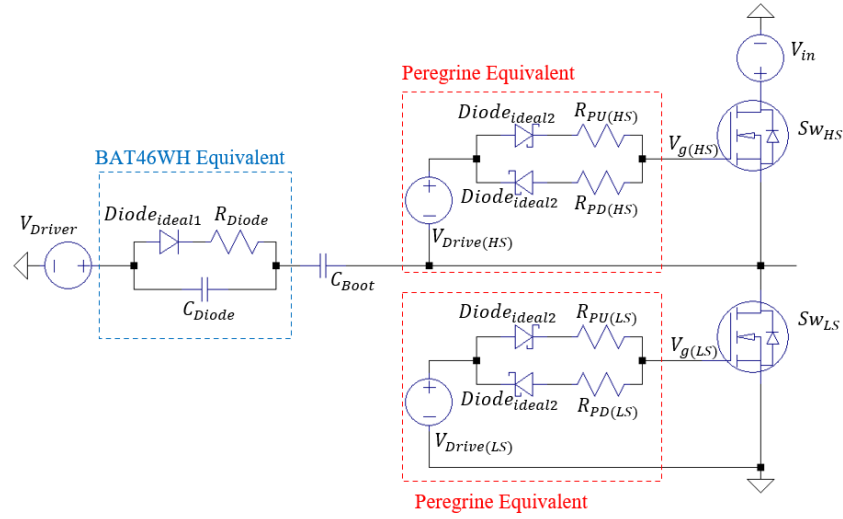 Peregrine Equivalent
V_in
Diode_ideal2
R_PU(HS)
Sw_HS
V_g(HS)
BAT46WH Equivalent
Diode_ideal2
R_PD(HS)
V_Driver
Diode_ideal1
R_Diode
V_Drive(HS)
C_Boot
C_Diode
Diode_ideal2
R_PU(LS)
Sw_LS
V_g(LS)
Diode_ideal2
R_PD(LS)
V_Drive(LS)
Peregrine Equivalent